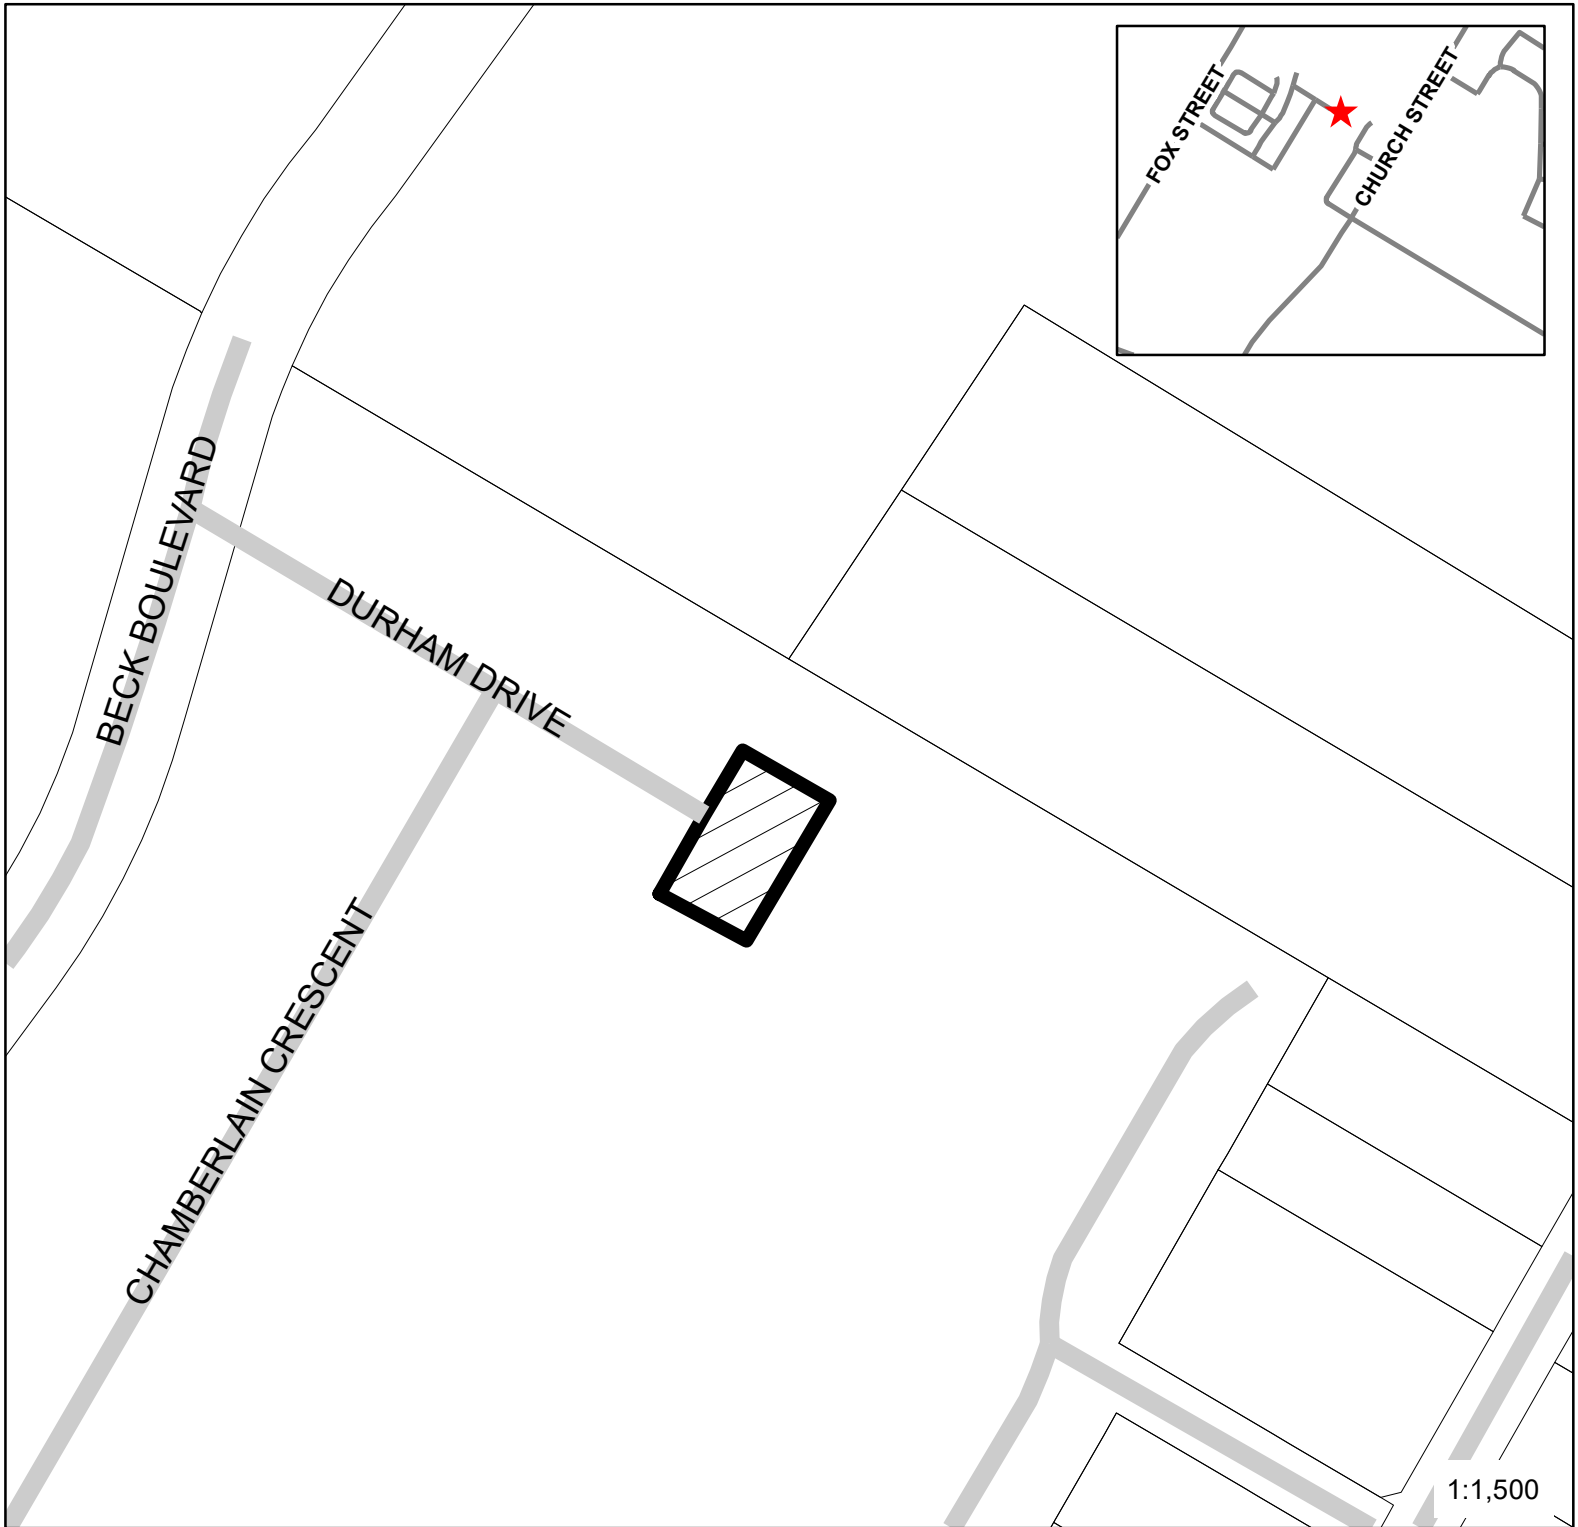 FOX STREET
CHURCH STREET
BECK BOULEVARD
DURHAM DRIVE
CHAMBERLAIN CRESCENT
1:1,500